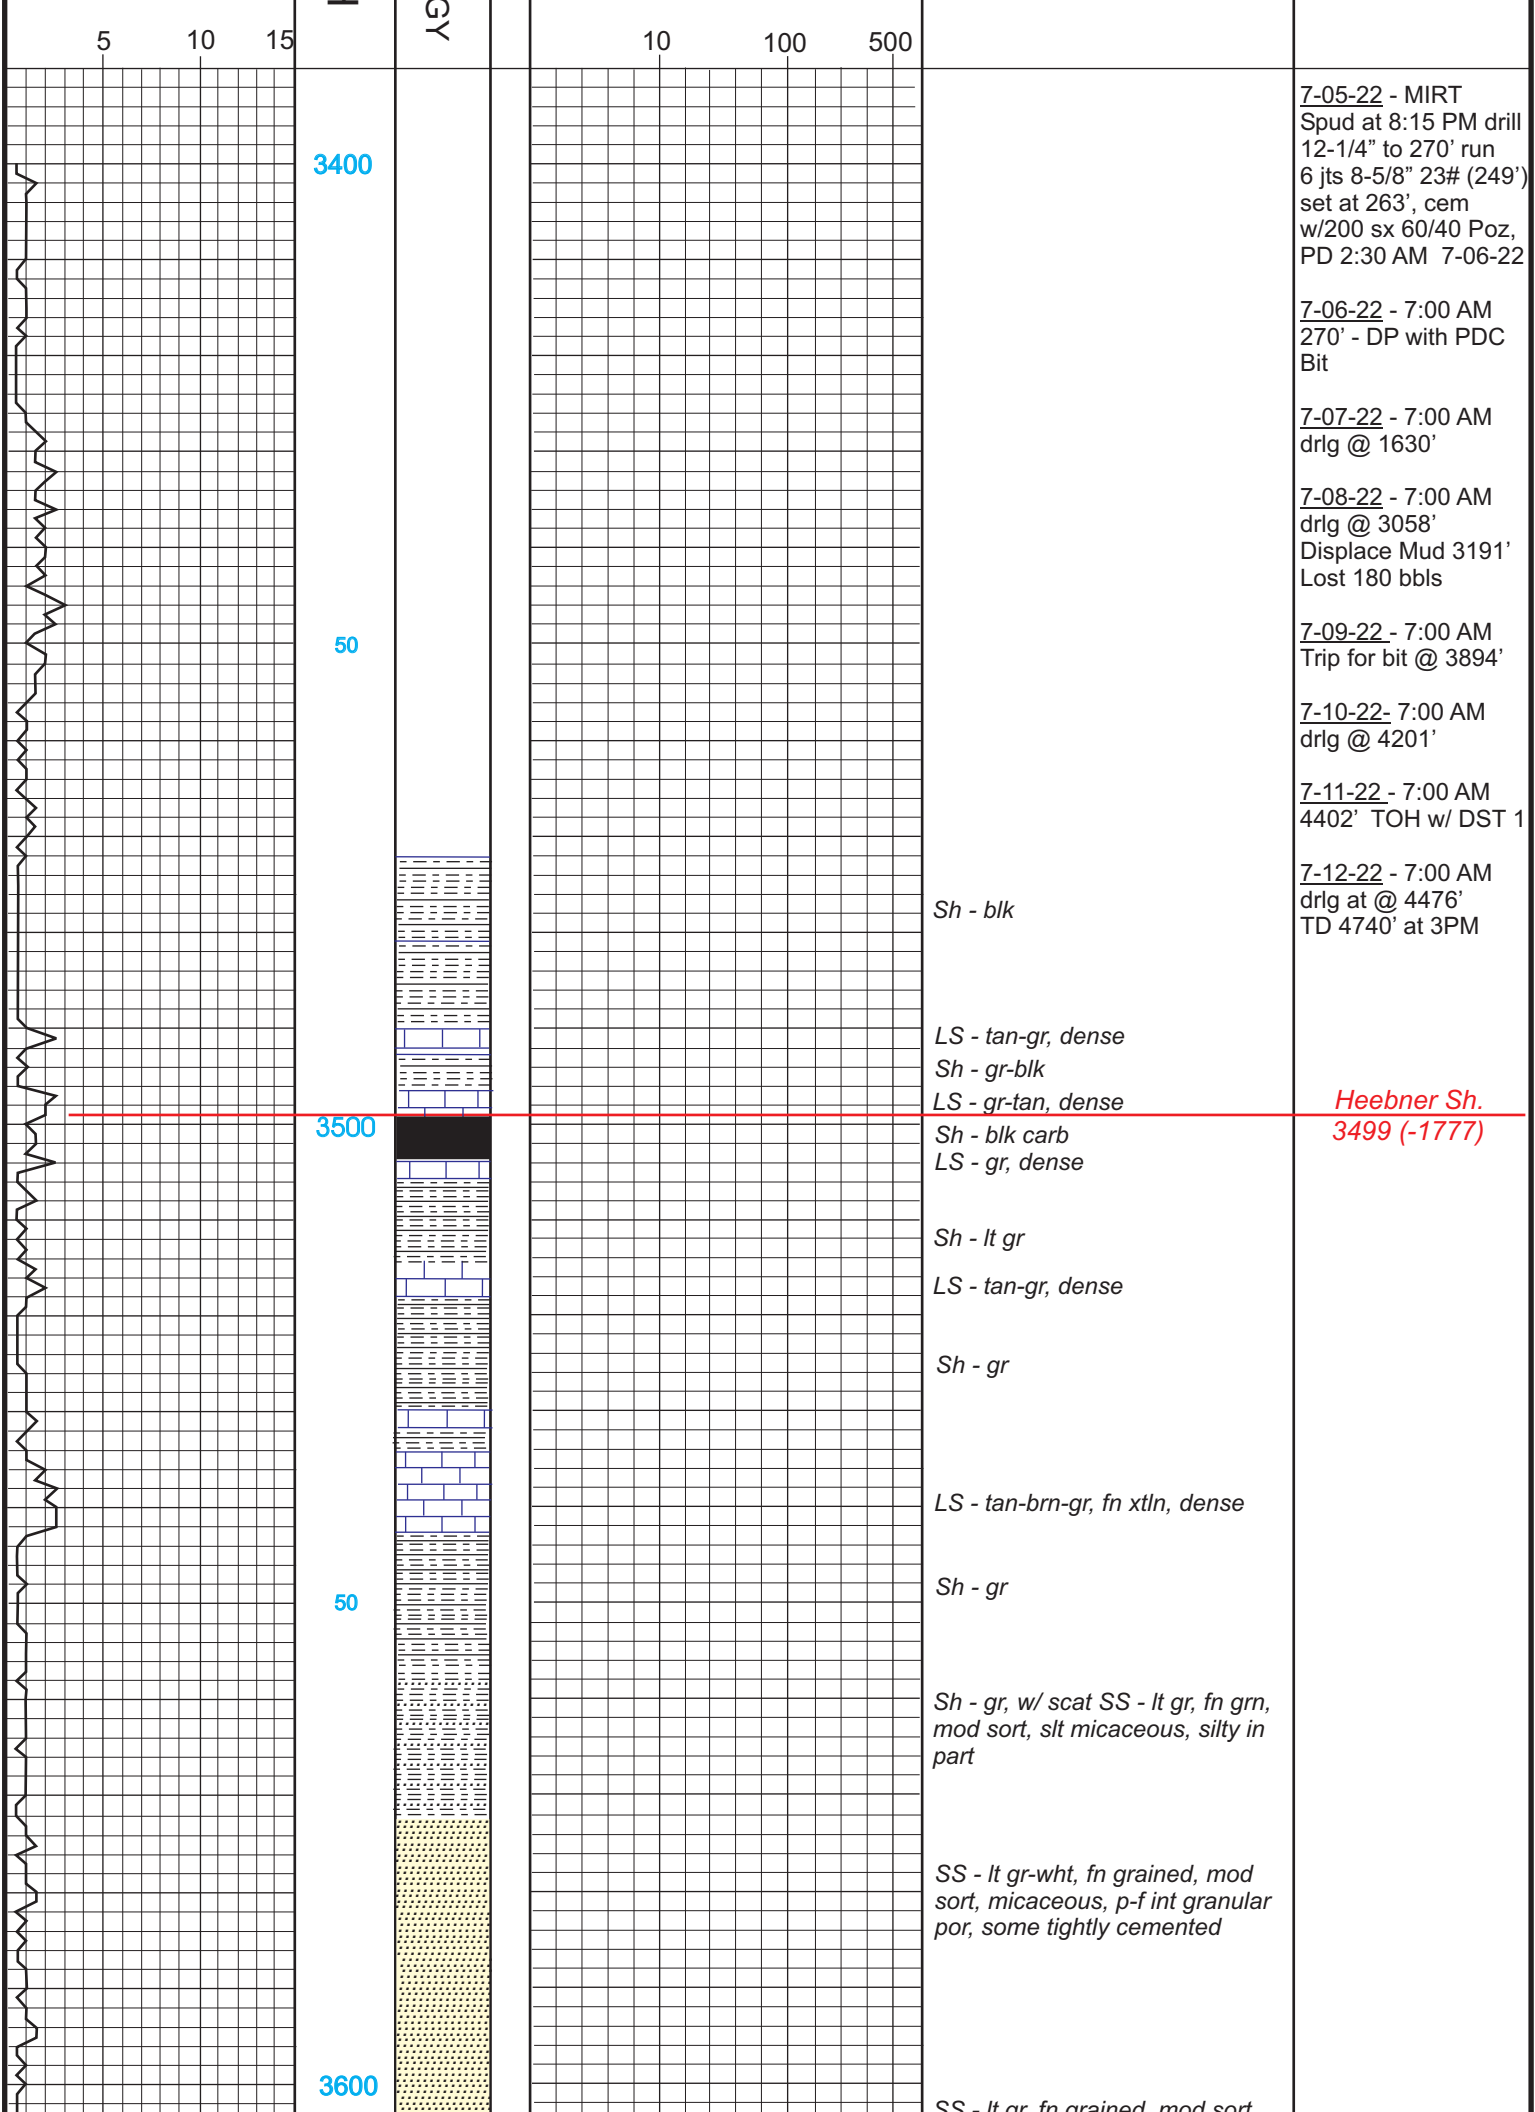 GY
5 10 15
10 100 500
3400
50
3500
50
3600
Sh - blk
LS - tan-gr, dense
Sh - gr-blk
LS - gr-tan, dense
Sh - blk carb
LS - gr, dense
Sh - lt gr
LS - tan-gr, dense
Sh - gr
LS - tan-brn-gr, fn xtln, dense
Sh - gr
Sh - gr, w/ scat SS - lt gr, fn grn,
mod sort, slt micaceous, silty in
part
SS - lt gr-wht, fn grained, mod
sort, micaceous, p-f int granular
por, some tightly cemented
SS - lt gr, fn grained, mod sort
7-05-22 - MIRT
Spud at 8:15 PM drill
12-1/4” to 270’ run
6 jts 8-5/8” 23# (249’)
set at 263’, cem
w/200 sx 60/40 Poz,
PD 2:30 AM 7-06-22
7-06-22 - 7:00 AM
270’ - DP with PDC
Bit
7-07-22 - 7:00 AM
drlg @ 1630’
7-08-22 - 7:00 AM
drlg @ 3058’
Displace Mud 3191’
Lost 180 bbls
7-09-22 - 7:00 AM
Trip for bit @ 3894’
7-10-22- 7:00 AM
drlg @ 4201’
7-11-22 - 7:00 AM
4402’ TOH w/ DST 1
7-12-22 - 7:00 AM
drlg at @ 4476’
TD 4740’ at 3PM
Heebner Sh.
3499 (-1777)